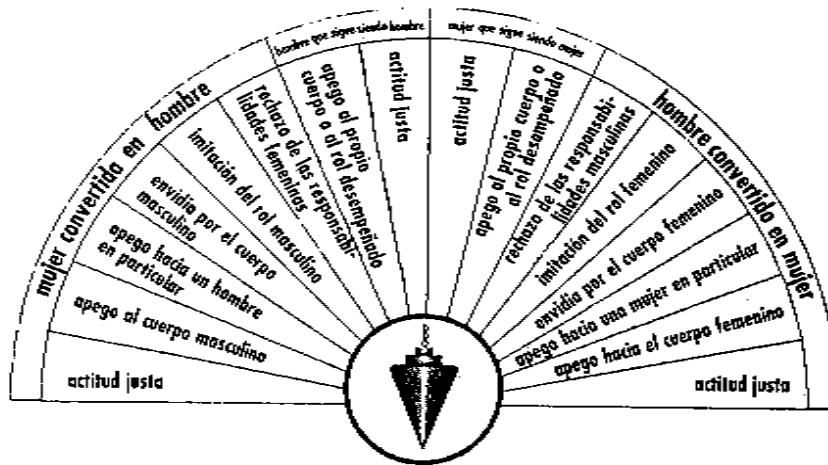 mujer convertido en hombre
hombre que sigue siendo hombre
mujer que sigue siendo mujer
hombre convertido en mujer
actitud justa
apego al cuerpo masculino
apego hacia un hombre
en particular
envidia por el cuerpo
masculino
imitación del rol masculino
rechazo de las responsabi-
lidades femeninas
apego al propio
cuerpo o al rol desempeñado
actitud justa
actitud justa
apego al propio cuerpo o
al rol desempeñado
rechazo de las responsabi-
lidades masculinas
imitación del rol femenino
envidia por el cuerpo femenino
apego hacia una mujer en particular
apego hacia el cuerpo femenino
actitud justa